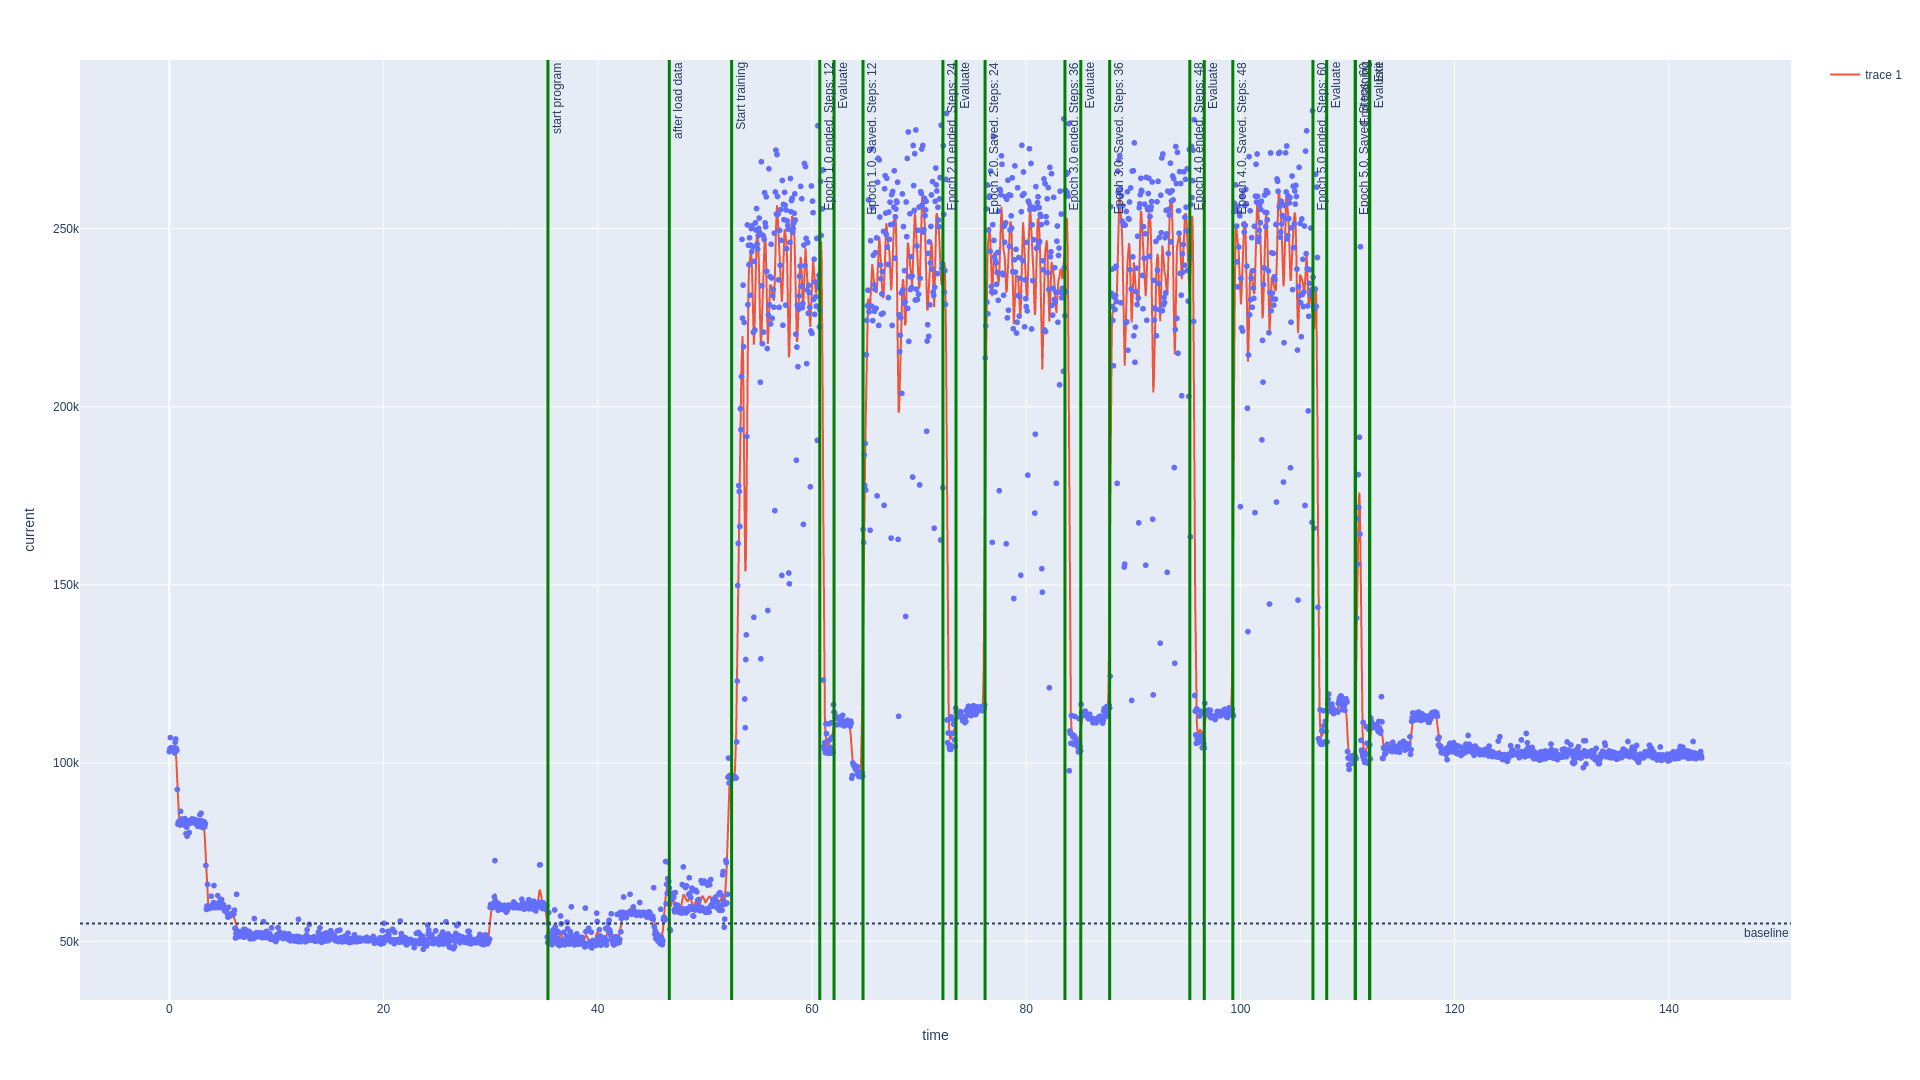 start program
after load data
Start training
Epoch 1.0 ended. Steps: 12
Evaluate
Epoch 1.0. Saved. Steps: 12
Epoch 2.0 ended. Steps: 24
Evaluate
Epoch 2.0. Saved. Steps: 24
Epoch 3.0 ended. Steps: 36
Evaluate
Epoch 3.0. Saved. Steps: 36
Epoch 4.0 ended. Steps: 48
Evaluate
Epoch 4.0. Saved. Steps: 48
Epoch 5.0 ended. Steps: 60
Evaluate
Epoch 5.0. Saved.
Evaluate
trace 1
250k
200k
150k
100k
50k
current
baseline
0
20
40
60
80
100
120
140
time